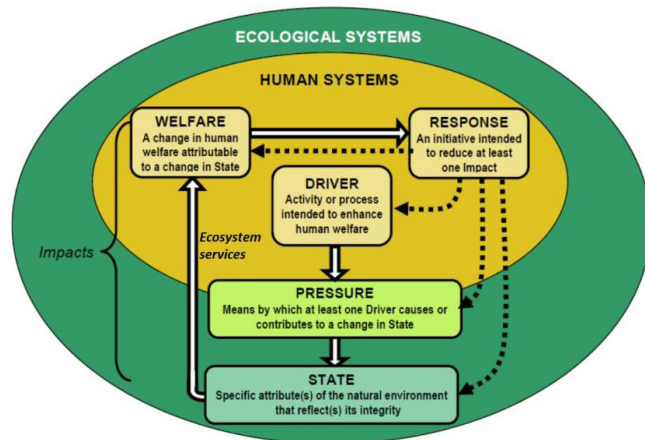 ECOLOGICAL SYSTEMS
HUMAN SYSTEMS
WELFARE
A change in human
welfare attributable
to a change in State
RESPONSE
An initiative intended
to reduce at least
one Impact
DRIVER
Activity or process
intended to enhance
human welfare
Impacts
Ecosystem
services
PRESSURE
Means by which at least one Driver causes or
contributes to a change in State
STATE
Specific attribute(s) of the natural environment
that reflect(s) its integrity